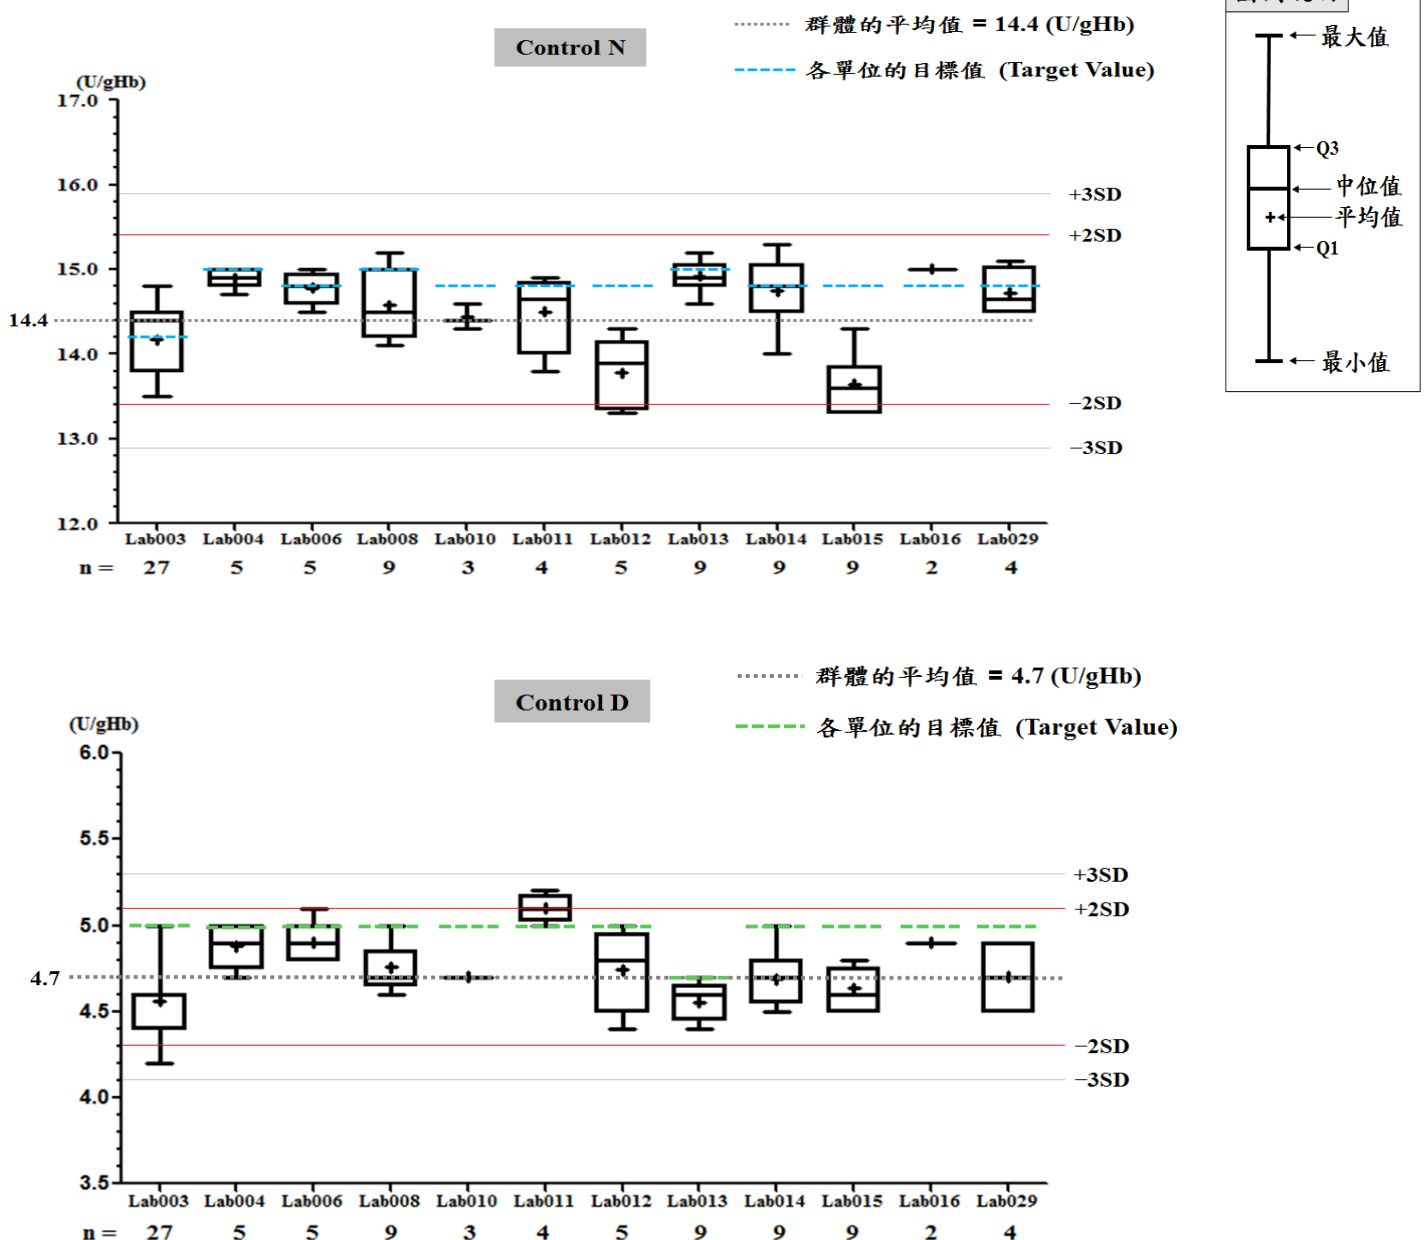 Control N
群體的平均值 = 14.4 (U/gHb)
各單位的目標值 (Target Value)
(U/gHb)
17.0
16.0
15.0
14.4
14.0
13.0
12.0
+3SD
+2SD
−2SD
−3SD
Lab003 Lab004 Lab006 Lab008 Lab010 Lab011 Lab012 Lab013 Lab014 Lab015 Lab016 Lab029
n = 27 5 5 9 3 4 5 9 9 9 2 4
最大值
Q3
中位值
平均值
Q1
最小值
Control D
群體的平均值 = 4.7 (U/gHb)
各單位的目標值 (Target Value)
(U/gHb)
6.0
5.5
5.0
4.7
4.5
4.0
3.5
+3SD
+2SD
−2SD
−3SD
Lab003 Lab004 Lab006 Lab008 Lab010 Lab011 Lab012 Lab013 Lab014 Lab015 Lab016 Lab029
n = 27 5 5 9 3 4 5 9 9 9 2 4